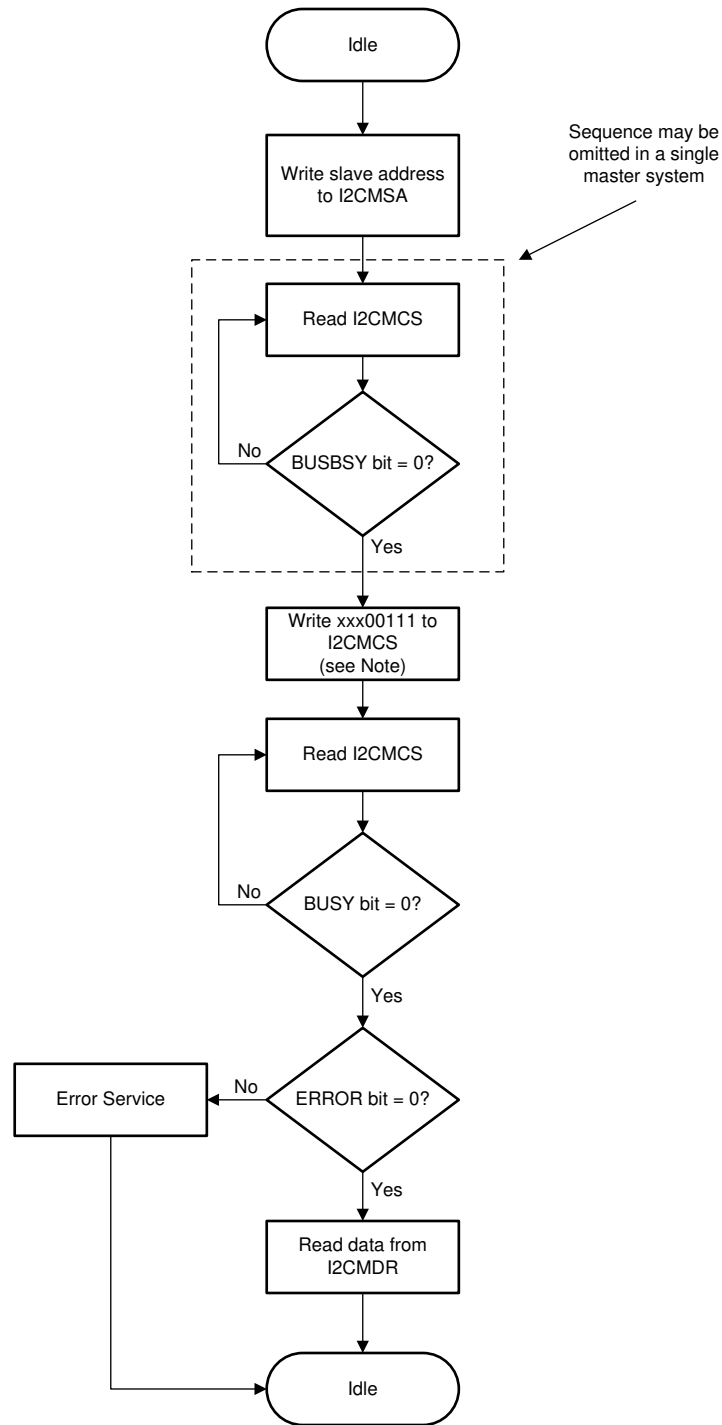 Idle
Sequence may be
omitted in a single
master system
Write slave address
to I2CMSA
Read I2CMCS
No
BUSBSY bit = 0?
Yes
Write xxx00111 to
I2CMCS
(see Note)
Read I2CMCS
No
BUSY bit = 0?
Yes
Error Service
No
ERROR bit = 0?
Yes
Read data from
I2CMDR
Idle